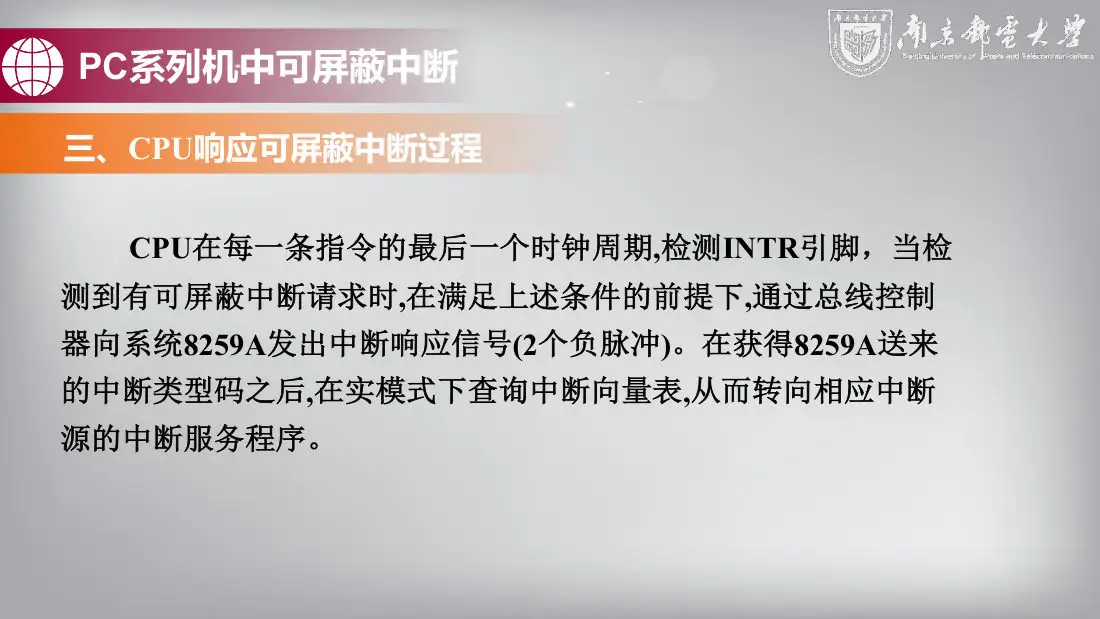 PC系列机中可屏蔽中断
南京邮电大学
Nanjing University of Posts and Telecommunications
三、CPU响应可屏蔽中断过程
CPU在每一条指令的最后一个时钟周期,检测INTR引脚，当检
测到有可屏蔽中断请求时,在满足上述条件的前提下,通过总线控制
器向系统8259A发出中断响应信号(2个负脉冲)。在获得8259A送来
的中断类型码之后,在实模式下查询中断向量表,从而转向相应中断
源的中断服务程序。